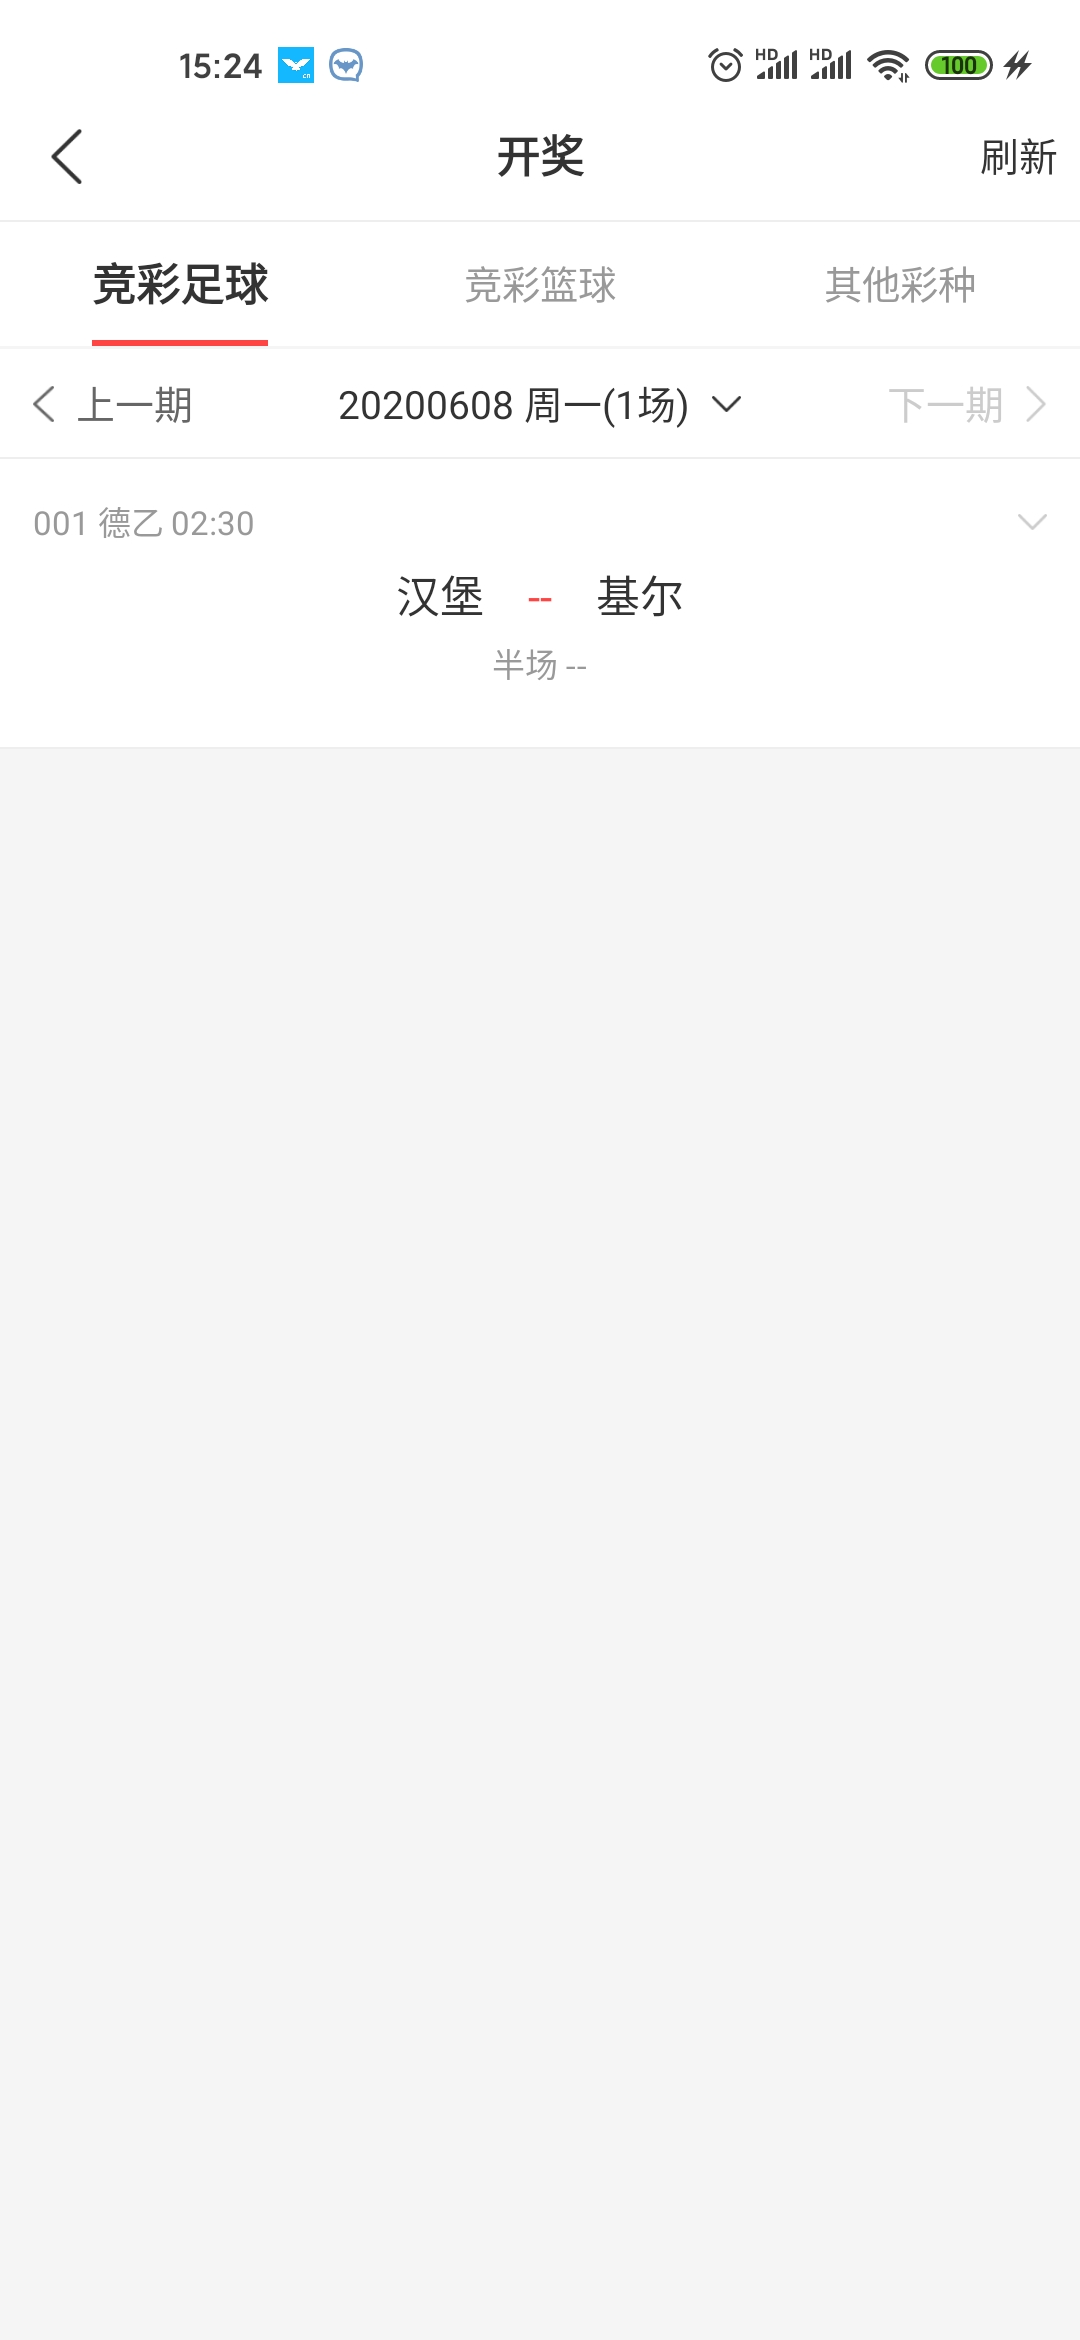 15:24 HD HD 100
开奖 刷新
竞彩足球 竞彩篮球 其他彩种
上一期 20200608 周一(1场) 下一期
001 德乙 02:30
汉堡 -- 基尔
半场 --